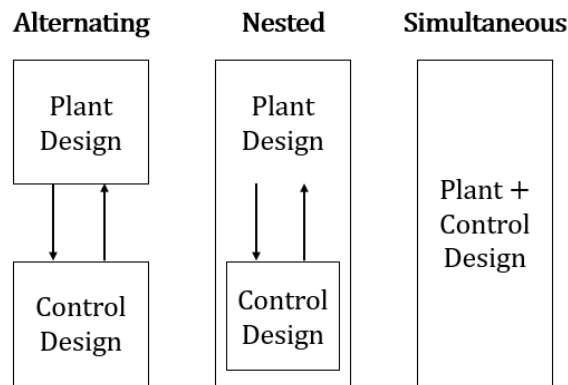 Alternating
Nested
Simultaneous
Plant
Design
Control
Design
Plant
Design
Control
Design
Plant +
Control
Design